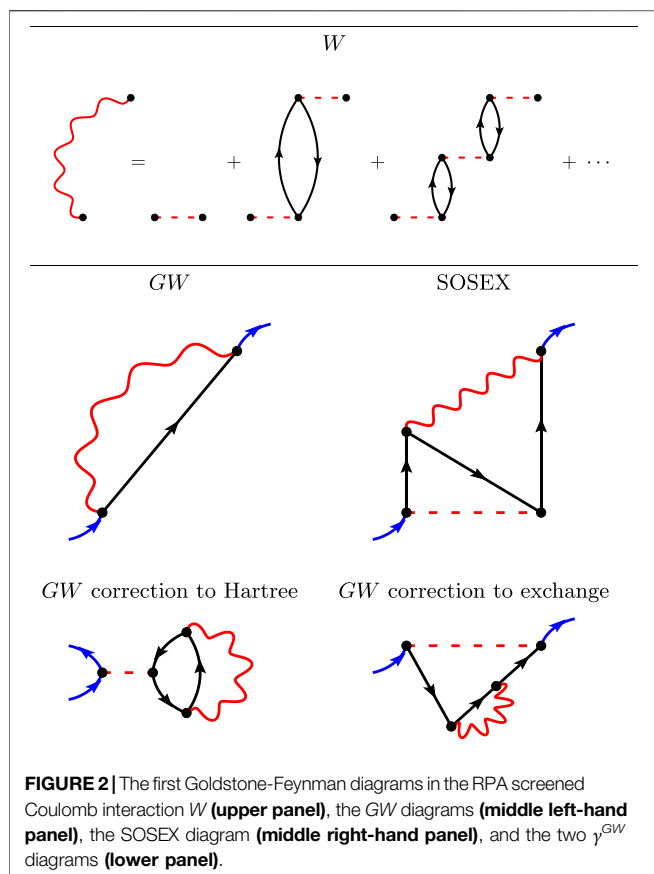 W
= + + + ···
GW SOSEX
GW correction to Hartree GW correction to exchange
FIGURE 2 | The first Goldstone-Feynman diagrams in the RPA screened
Coulomb interaction W (upper panel), the GW diagrams (middle left-hand
panel), the SOSEX diagram (middle right-hand panel), and the two γ^GW
diagrams (lower panel).